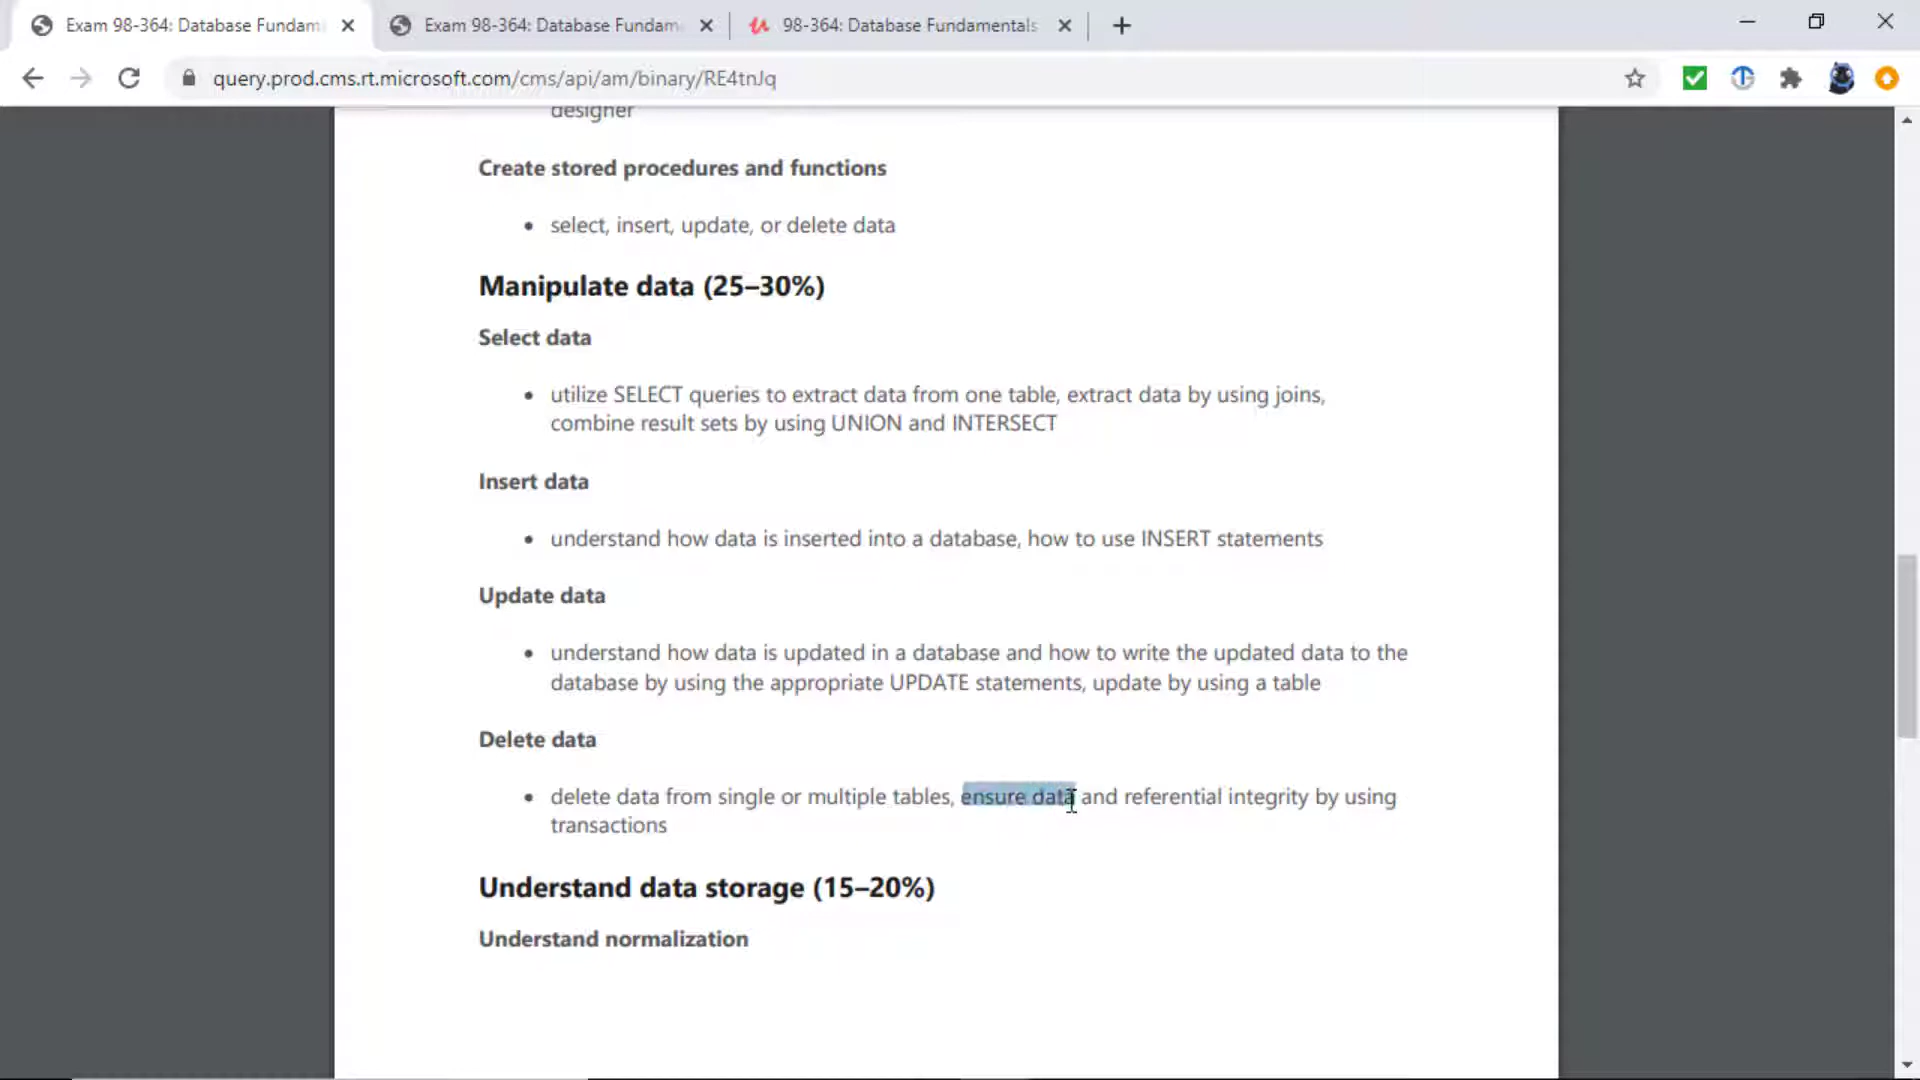 Exam 98-364: Database Fundam
Exam 98-364: Database Fundam
98-364: Database Fundamentals
query.prod.cms.rt.microsoft.com/cms/api/am/binary/RE4tnJq
designer
Create stored procedures and functions
• select, insert, update, or delete data
Manipulate data (25–30%)
Select data
• utilize SELECT queries to extract data from one table, extract data by using joins,
combine result sets by using UNION and INTERSECT
Insert data
• understand how data is inserted into a database, how to use INSERT statements
Update data
• understand how data is updated in a database and how to write the updated data to the
database by using the appropriate UPDATE statements, update by using a table
Delete data
• delete data from single or multiple tables, ensure data and referential integrity by using
transactions
Understand data storage (15–20%)
Understand normalization